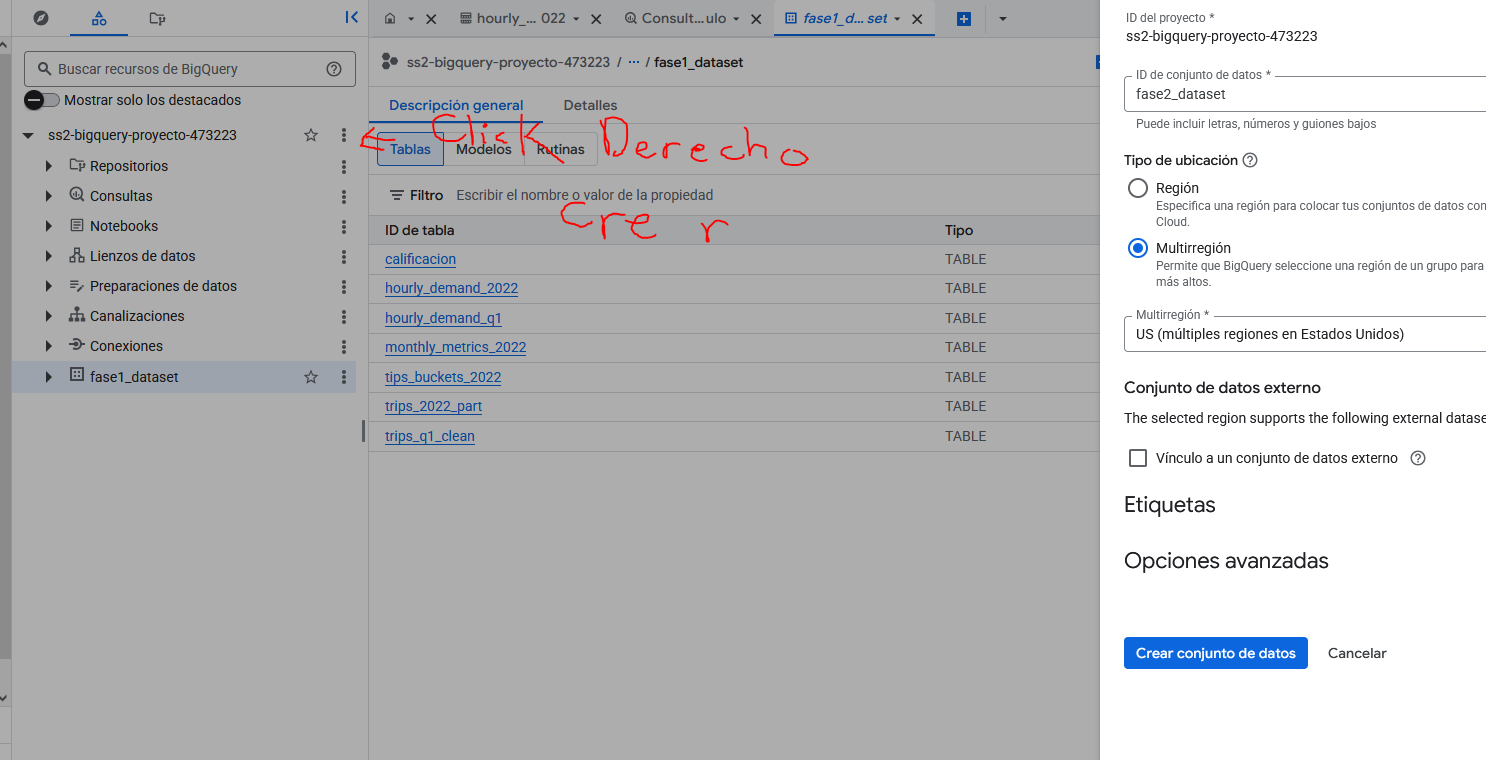 hourly_... 022
Consult...ulo
fase1_d... set
Buscar recursos de BigQuery
Mostrar solo los destacados
ss2-bigquery-proyecto-473223
Repositorios
Consultas
Notebooks
Lienzos de datos
Preparaciones de datos
Canalizaciones
Conexiones
fase1_dataset
ss2-bigquery-proyecto-473223 / ··· / fase1_dataset
Descripción general
Detalles
Click Derecho
Tablas
Modelos
Rutinas
Filtro Escribir el nombre o valor de la propiedad
Cre r
ID de tabla Tipo
calificacion TABLE
hourly_demand_2022 TABLE
hourly_demand_q1 TABLE
monthly_metrics_2022 TABLE
tips_buckets_2022 TABLE
trips_2022_part TABLE
trips_q1_clean TABLE
ID del proyecto *
ss2-bigquery-proyecto-473223
ID de conjunto de datos *
fase2_dataset
Puede incluir letras, números y guiones bajos
Tipo de ubicación
Región
Especifica una región para colocar tus conjuntos de datos con
Cloud.
Multirregión
Permite que BigQuery seleccione una región de un grupo para
más altos.
Multirregión *
US (múltiples regiones en Estados Unidos)
Conjunto de datos externo
The selected region supports the following external datase
Vínculo a un conjunto de datos externo
Etiquetas
Opciones avanzadas
Crear conjunto de datos
Cancelar